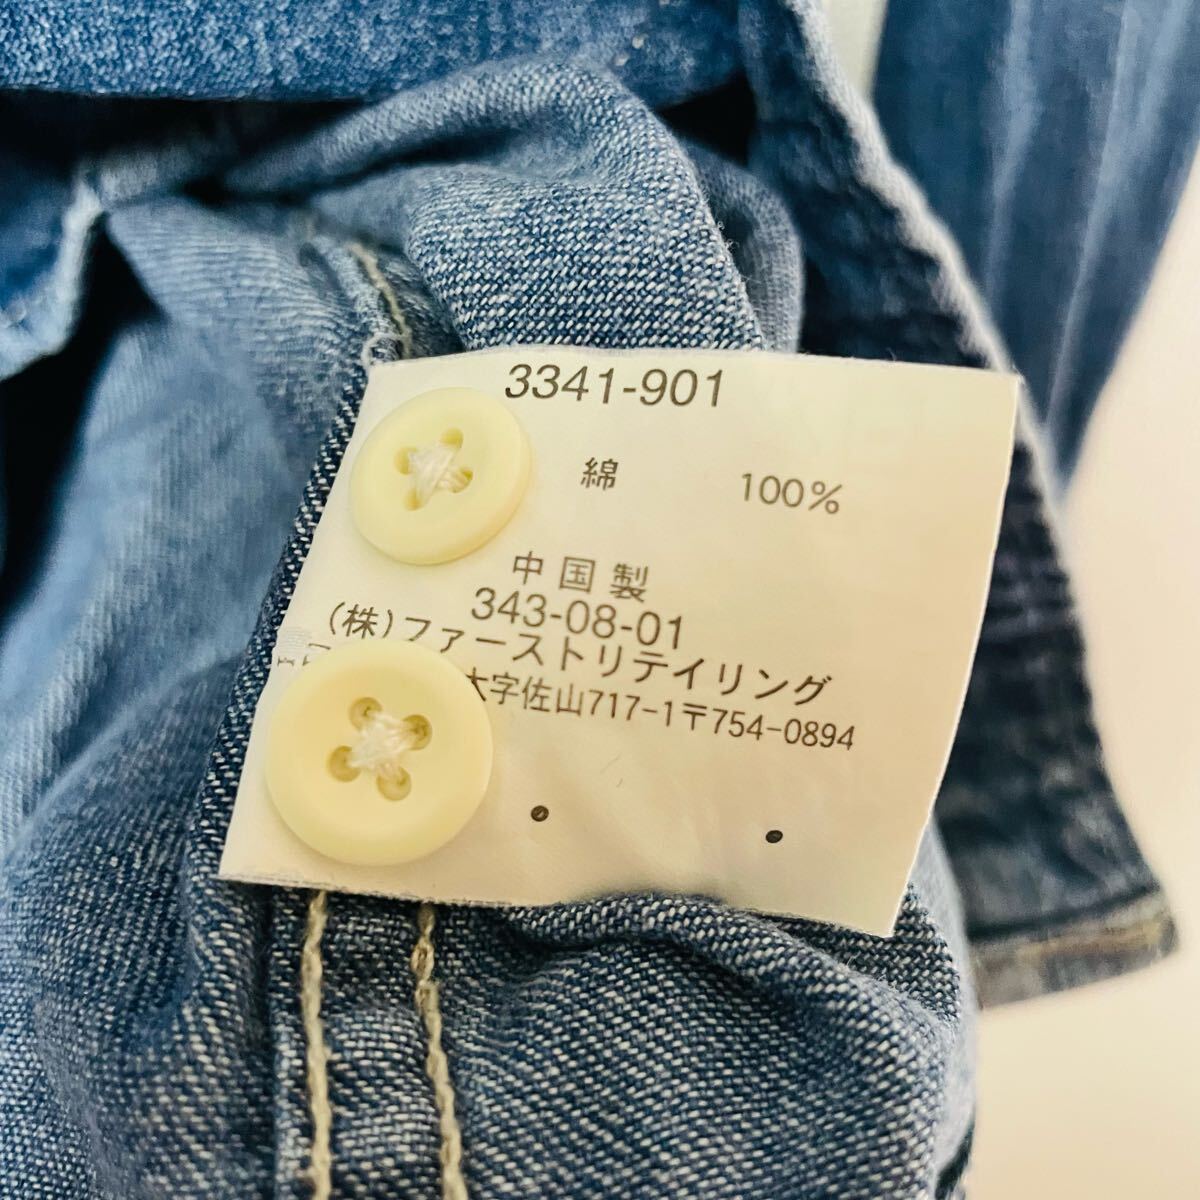 3341-901
綿 100%
中国製
343-08-01
(株)ファーストリテイリング
大字佐山717-1〒754-0894